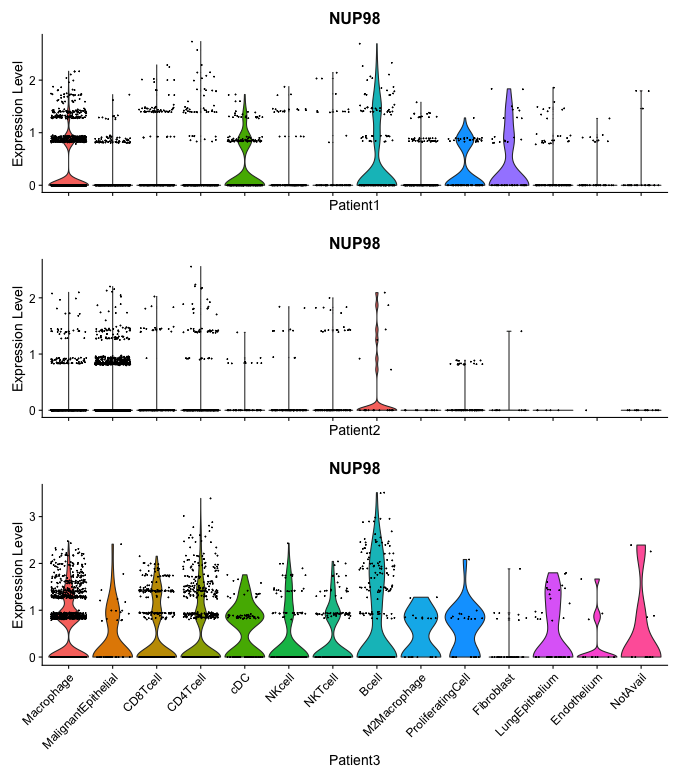 NUP98
Expression Level
2
1
0
Patient1
NUP98
Expression Level
2
1
0
Patient2
NUP98
Expression Level
3
2
1
0
Macrophage
MalignantEpithelial
CD8Tcell
CD4Tcell
cDC
NKcell
NKTcell
Bcell
M2Macrophage
ProliferatingCell
Fibroblast
LungEpithelium
Endothelium
NotAvail
Patient3